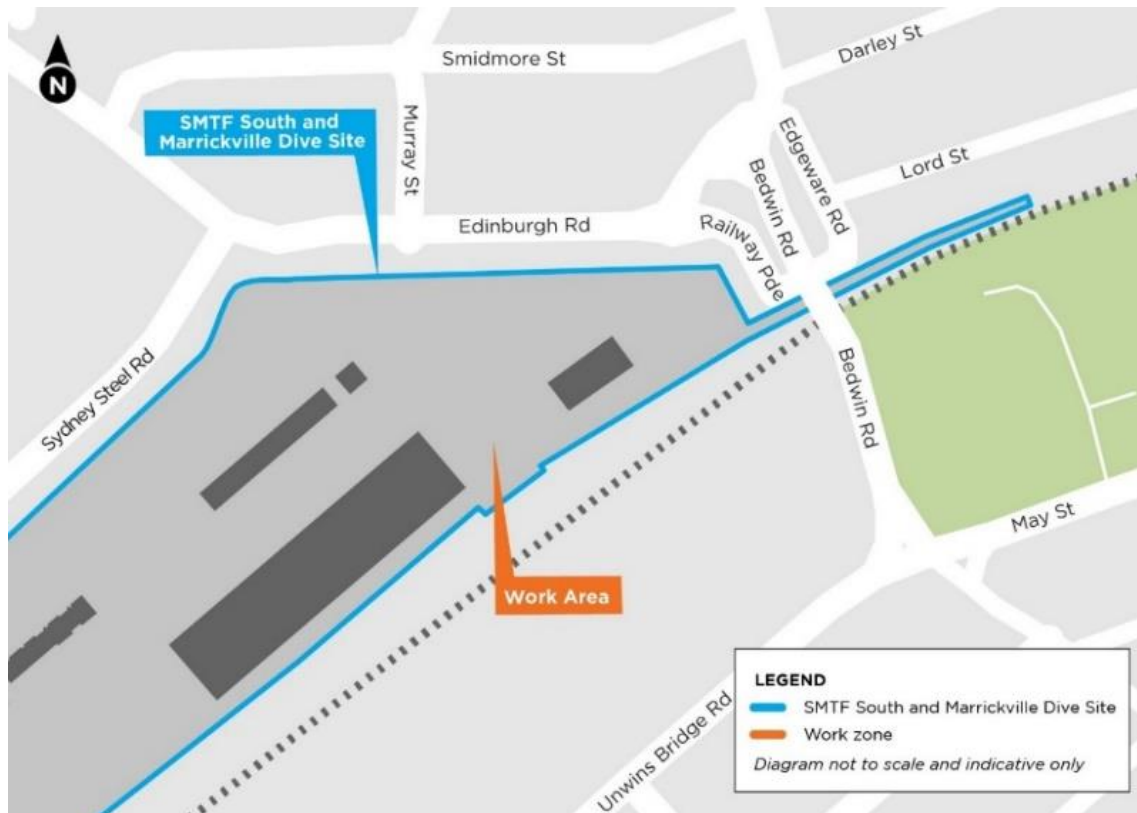 N
Smidmore St
Darley St
SMTF South and
Marrickville Dive Site
Murray St
Edgeware Rd
Bedwin Rd
Lord St
Edinburgh Rd
Railway Pde
Sydney Steel Rd
Bedwin Rd
May St
Work Area
Unwins Bridge Rd
LEGEND
SMTF South and Marrickville Dive Site
Work zone
Diagram not to scale and indicative only